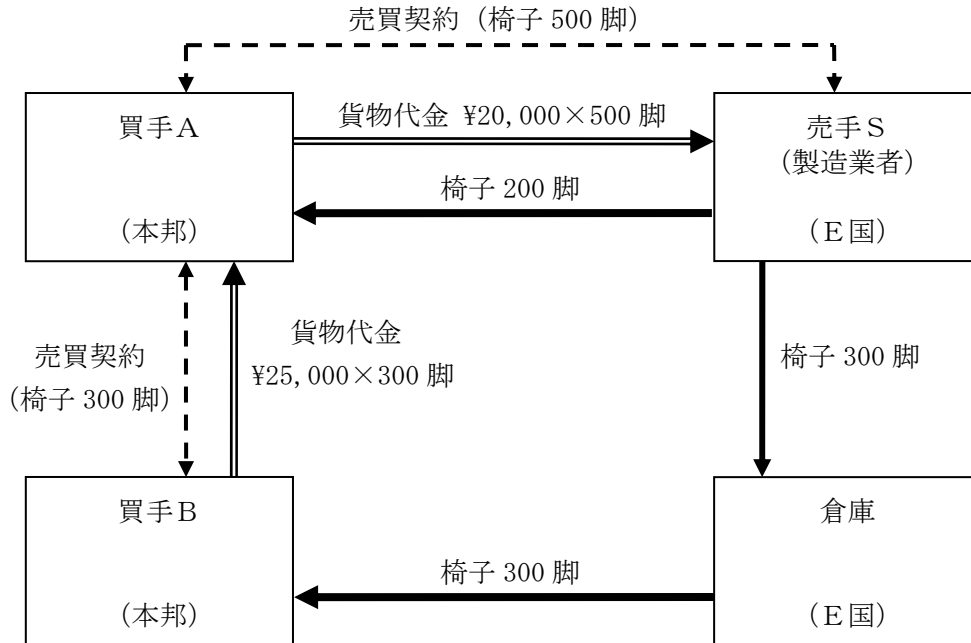 売買契約（椅子 500 脚）
買手Ａ
（本邦）
貨物代金 ¥20,000×500 脚
椅子 200 脚
売手Ｓ
（製造業者）
（Ｅ国）
売買契約
（椅子 300 脚）
貨物代金
¥25,000×300 脚
椅子 300 脚
買手Ｂ
（本邦）
椅子 300 脚
倉庫
（Ｅ国）